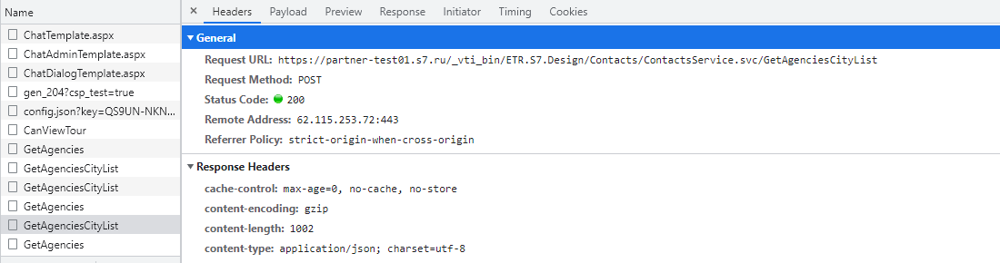 Name
ChatTemplate.aspx
ChatAdminTemplate.aspx
ChatDialogTemplate.aspx
gen_204?csp_test=true
config.json?key=QS9UN-NKN...
CanViewTour
GetAgencies
GetAgenciesCityList
GetAgenciesCityList
GetAgencies
GetAgenciesCityList
GetAgencies
× Headers Payload Preview Response Initiator Timing Cookies
▼ General
Request URL: https://partner-test01.s7.ru/_vti_bin/ETR.S7.Design/Contacts/ContactsService.svc/GetAgenciesCityList
Request Method: POST
Status Code: 200
Remote Address: 62.115.253.72:443
Referrer Policy: strict-origin-when-cross-origin
▼ Response Headers
cache-control: max-age=0, no-cache, no-store
content-encoding: gzip
content-length: 1002
content-type: application/json; charset=utf-8